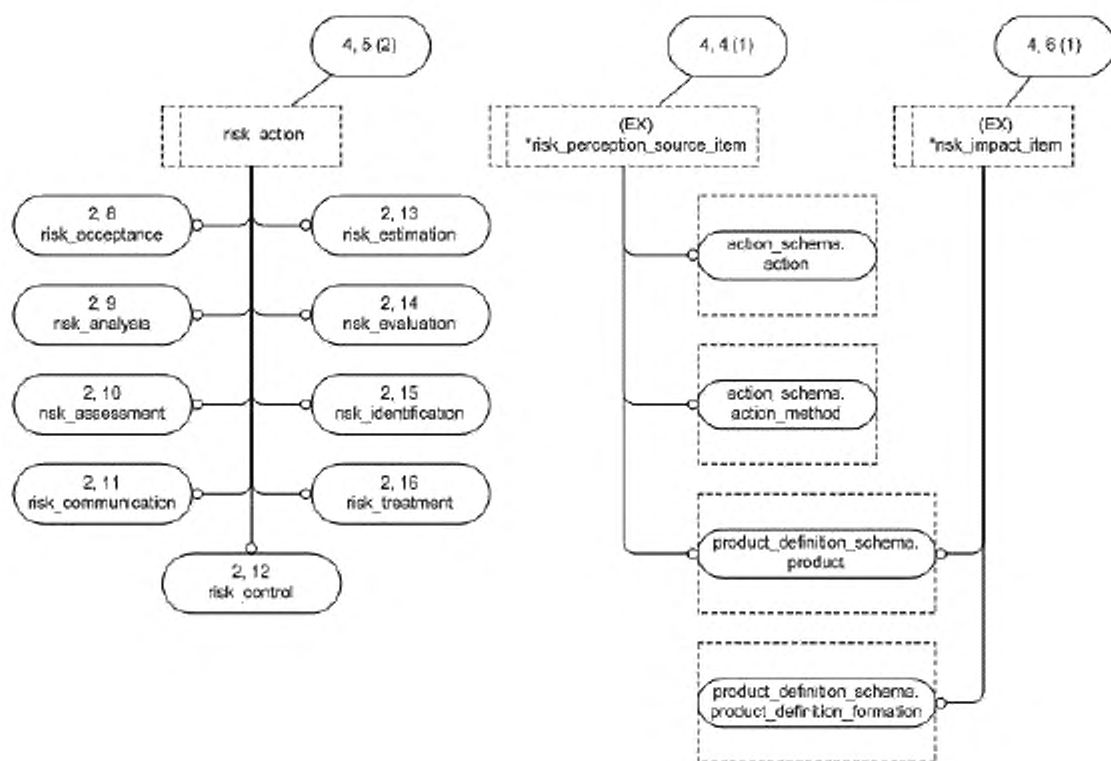 4, 5 (2)
4, 4 (1)
4, 6 (1)
risk_action
(EX)
*risk_perception_source_item
(EX)
*risk_impact_item
2, 8
risk_acceptance
2, 13
risk_estimation
action_schema.
action
2, 9
risk_analysis
2, 14
risk_evaluation
2, 10
risk_assessment
2, 15
risk_identification
action_schema.
action_method
2, 11
risk_communication
2, 16
risk_treatment
product_definition_schema.
product
2, 12
risk_control
product_definition_schema.
product_definition_formation